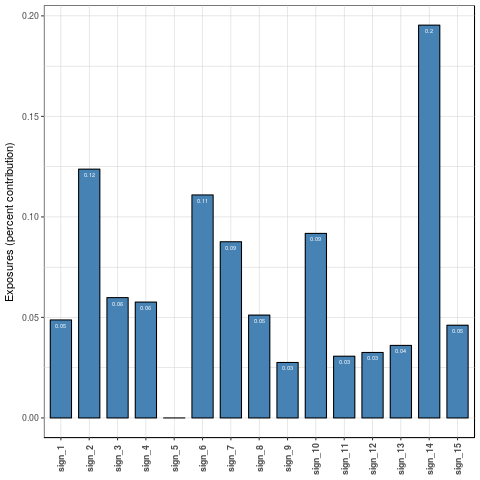 Exposures (percent contribution)
0.20
0.15
0.10
0.05
0.00
0.05
0.12
0.06
0.06
0.11
0.09
0.05
0.03
0.09
0.03
0.03
0.04
0.2
0.05
sign_1
sign_2
sign_3
sign_4
sign_5
sign_6
sign_7
sign_8
sign_9
sign_10
sign_11
sign_12
sign_13
sign_14
sign_15